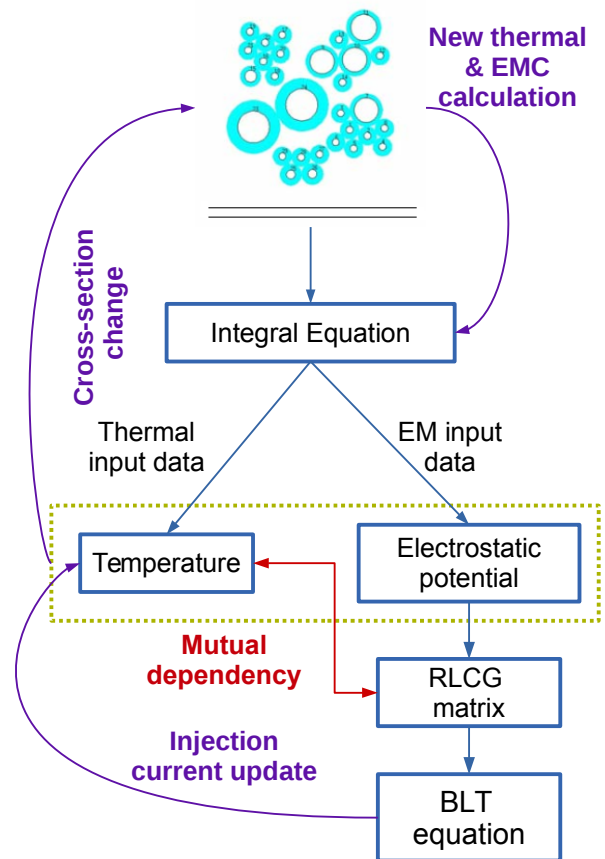 New thermal
& EMC
calculation
Cross-section
change
Integral Equation
Thermal
input data
EM input
data
Temperature
Electrostatic
potential
Mutual
dependency
RLCG
matrix
Injection
current update
BLT
equation